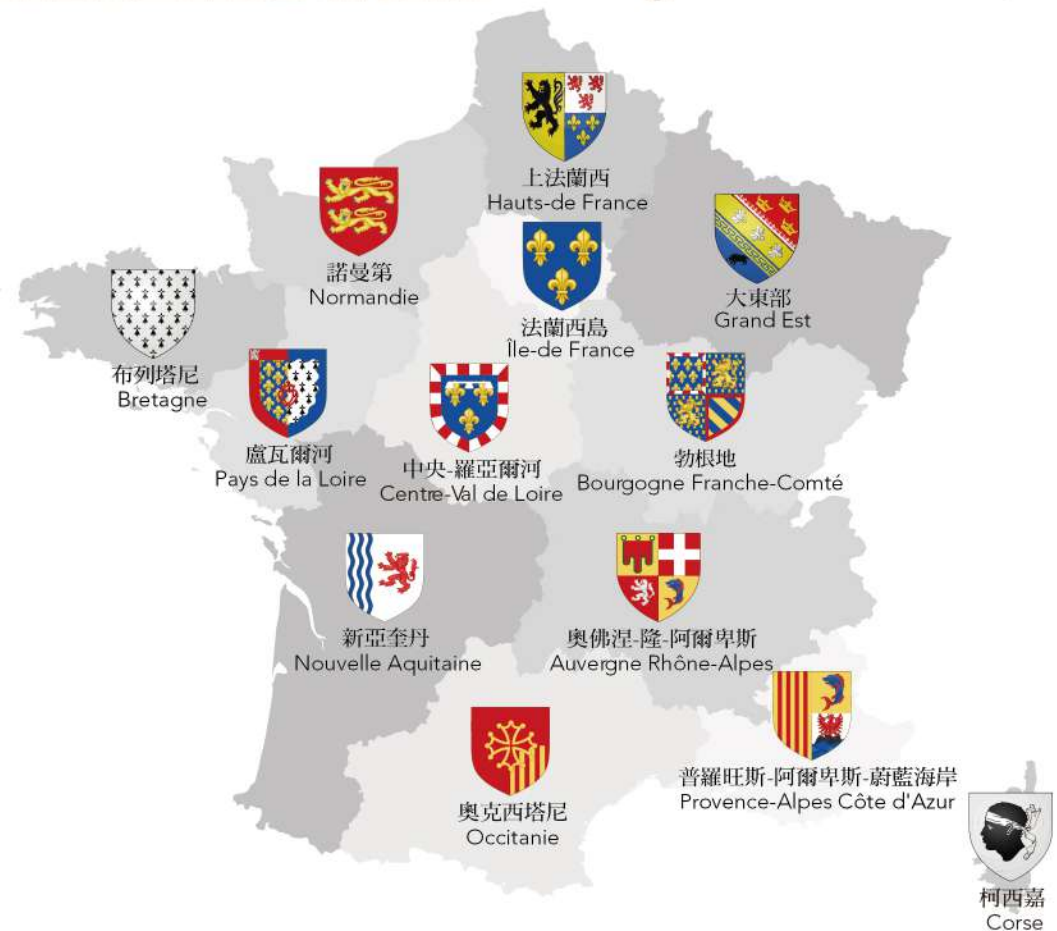 上法蘭西
Hauts-de France
諾曼第
Normandie
大東部
Grand Est
法蘭西島
Île-de France
布列塔尼
Bretagne
盧瓦爾河
Pays de la Loire
中央-羅亞爾河
Centre-Val de Loire
勃根地
Bourgogne Franche-Comté
新亞奎丹
Nouvelle Aquitaine
奧佛涅-隆-阿爾卑斯
Auvergne Rhône-Alpes
普羅旺斯-阿爾卑斯-蔚藍海岸
Provence-Alpes Côte d'Azur
奧克西塔尼
Occitanie
柯西嘉
Corse